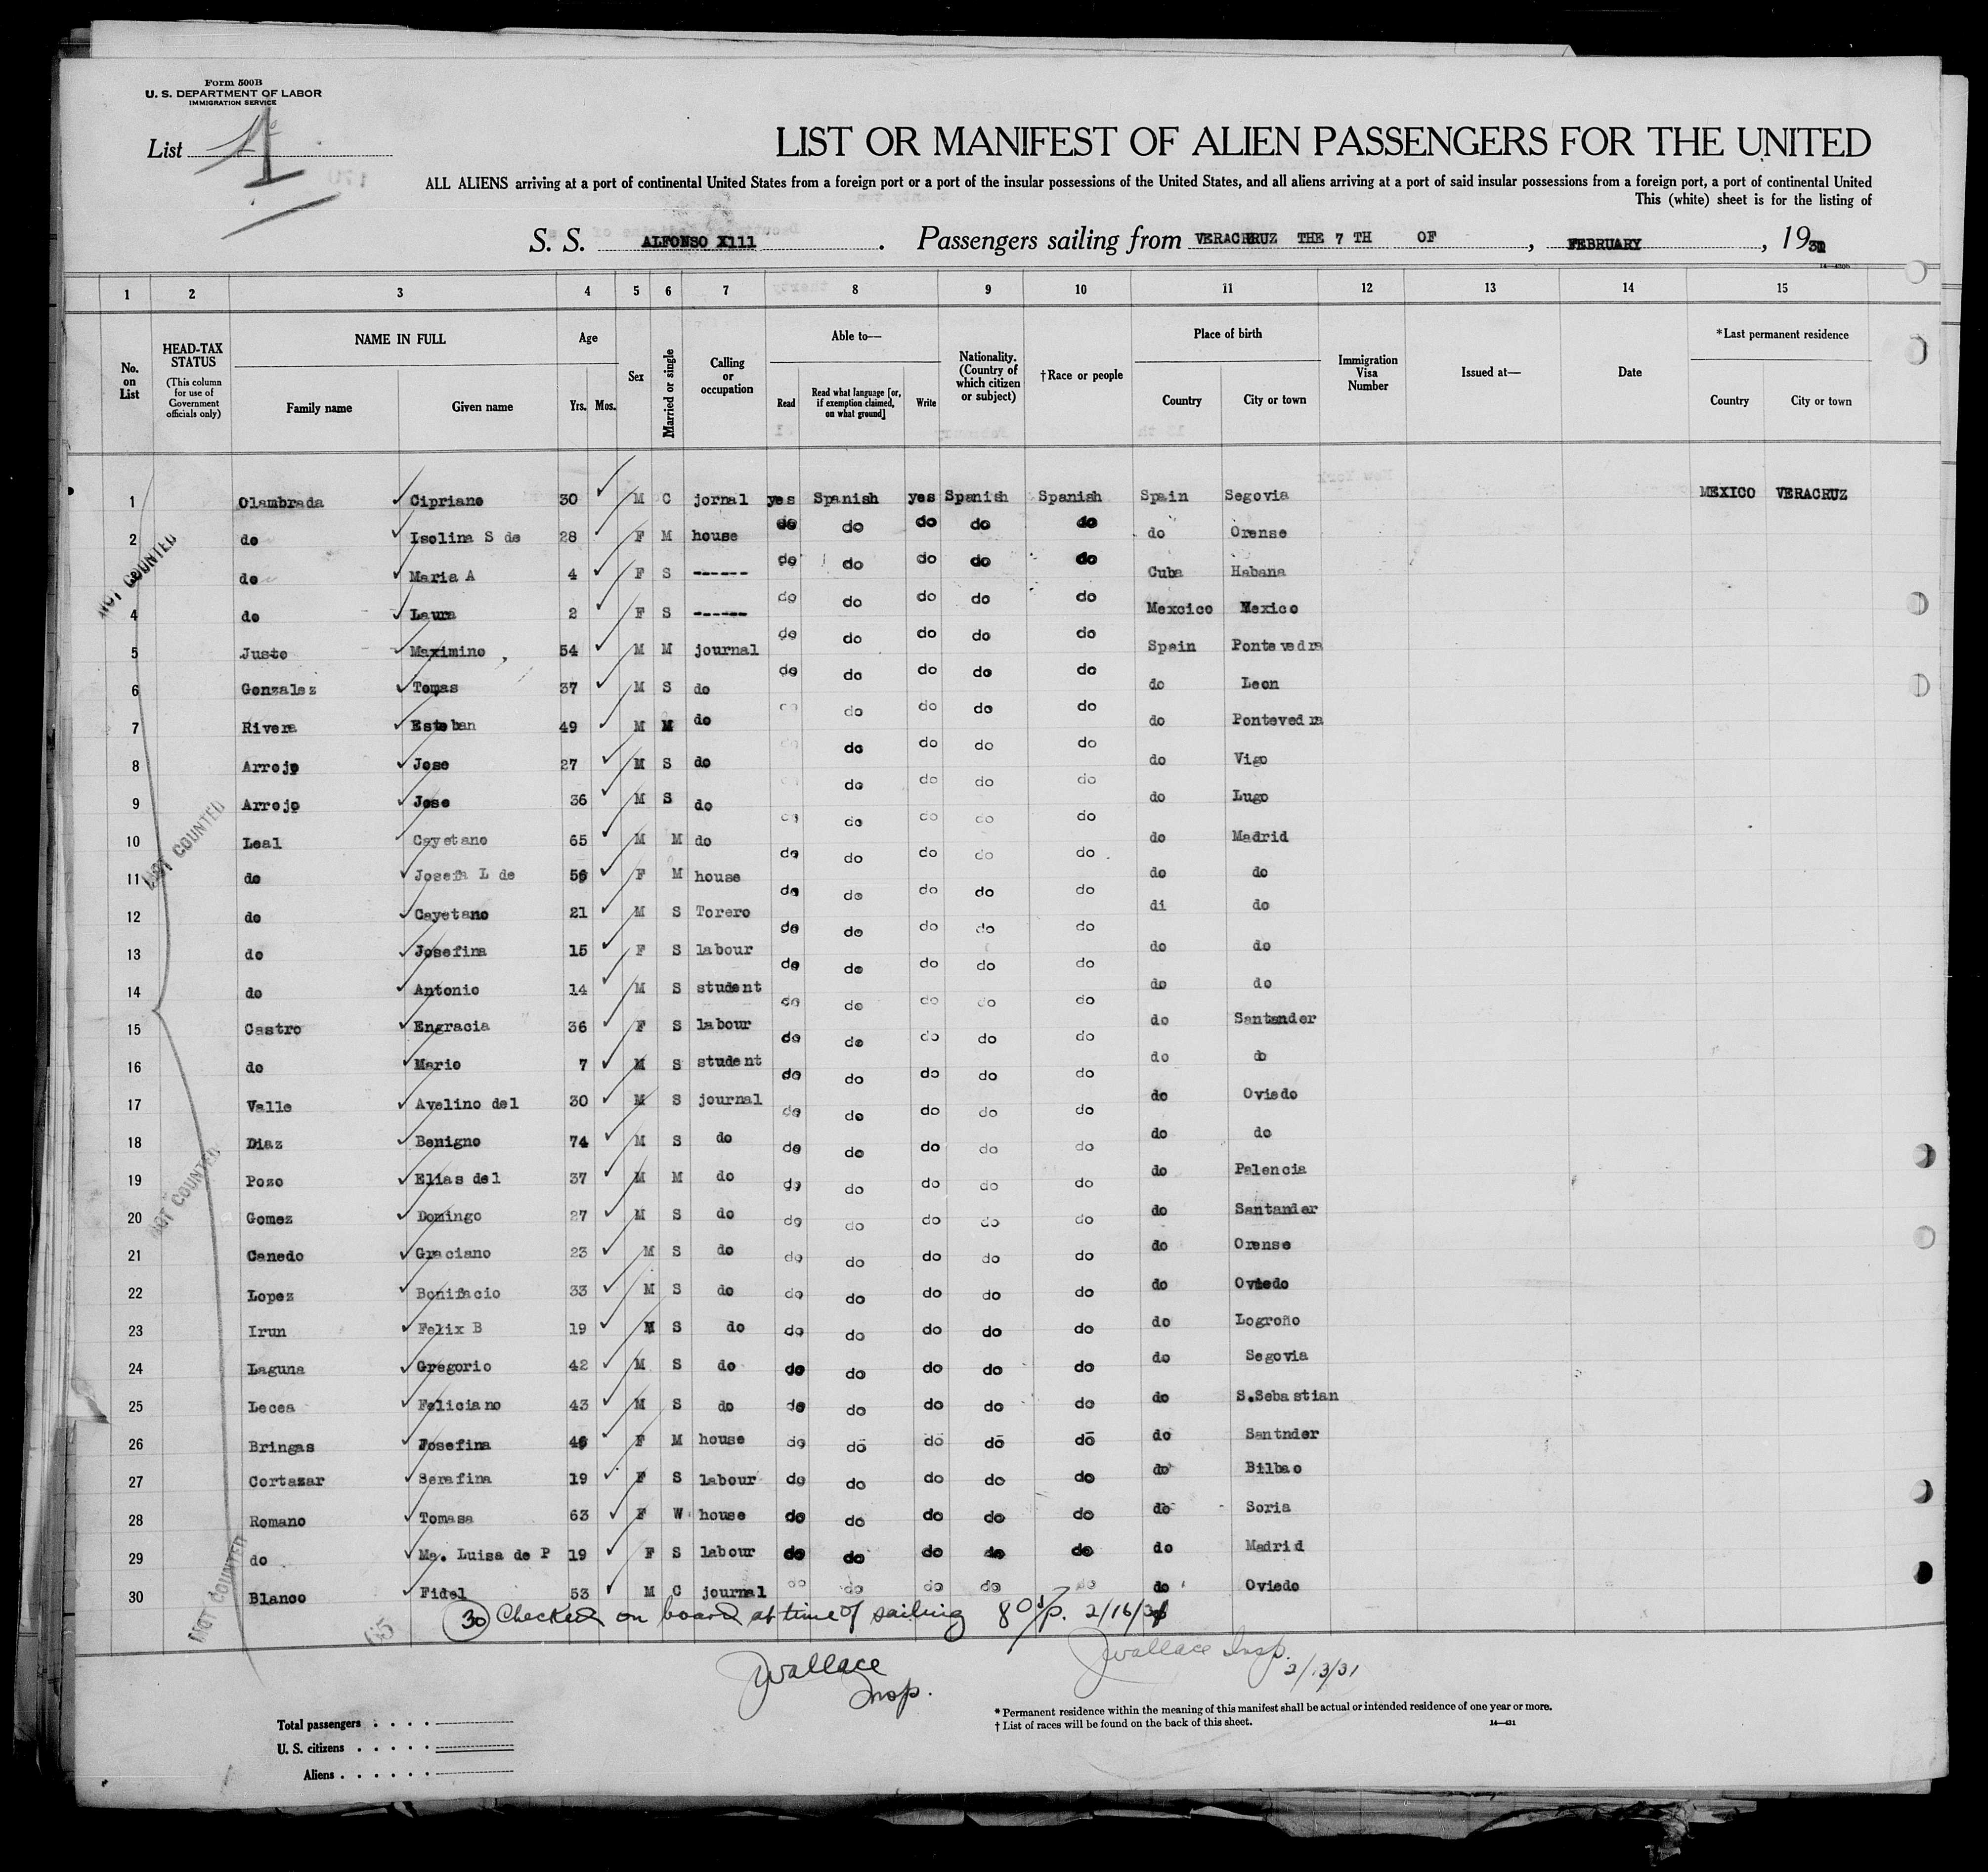 Form 500B
U. S. DEPARTMENT OF LABOR
IMMIGRATION SERVICE
List 1
LIST OR MANIFEST OF ALIEN PASSENGERS FOR THE UNITED
ALL ALIENS arriving at a port of continental United States from a foreign port or a port of the insular possessions of the United States, and all aliens arriving at a port of said insular possessions from a foreign port, a port of continental United
This (white) sheet is for the listing of
S. S. ALFONSO X111 . Passengers sailing from VERACRUZ THE 7 TH OF , FEBRUARY , 1931
1 2 3 4 5 6 7 8 9 10 11 12 13 14 15
No. on List
HEAD-TAX STATUS (This column for use of Government officials only)
NAME IN FULL Family name Given name
Age Yrs. Mos.
Sex
Married or single
Calling or occupation
Able to— Read Read what language [or, if exemption claimed, on what ground] Write
Nationality. (Country of which citizen or subject)
†Race or people
Place of birth Country City or town
Immigration Visa Number
Issued at—
Date
*Last permanent residence Country City or town
1 Olambrada Cipriano 30 M C jornal yes Spanish yes Spanish Spanish Spain Segovia MEXICO VERACRUZ
2 do Isolina S de 28 F M house do do do do do do Orense
3 do Maria A 4 F S ------ do do do do do Cuba Habana
4 do Laura 2 F S ------ do do do do do Mexcico Mexico
5 Justo Maximino , 54 M M journal do do do do do Spain Pontevedra
6 Gonzalez Tomas 37 M S do do do do do do do Leon
7 Rivera Esteban 49 M M do do do do do do do Pontevedra
8 Arrojo Jose 27 M S do do do do do do do Vigo
9 Arrojo Jose 36 M S do do do do do do do Lugo
10 Leal Cayetano 65 M M do do do do do do do Madrid
11 do Josefa L de 56 F M house do do do do do do do
12 do Cayetano 21 M S Torero do do do do do di do
13 do Josefina 15 F S labour do do do do do do do
14 do Antonio 14 M S student do do do do do do do
15 Castro Engracia 36 F S labour do do do do do do Santander
16 do Mario 7 M S student do do do do do do do
17 Valle Avelino del 30 M S journal do do do do do do Oviedo
18 Diaz Benigno 74 M S do do do do do do do do
19 Pozo Elias del 37 M M do do do do do do do Palencia
20 Gomez Domingo 27 M S do do do do do do do Santander
21 Canedo Graciano 23 M S do do do do do do do Orense
22 Lopez Bonifacio 33 M S do do do do do do do Oviedo
23 Irun Felix B 19 M S do do do do do do do Logroño
24 Laguna Gregorio 42 M S do do do do do do do Segovia
25 Lecea Feliciano 43 M S do do do do do do do S.Sebastian
26 Bringas Josefina F M house do do do do do do Santnder
27 Cortazar Serafina 19 F S labour do do do do do do Bilbao
28 Romano Tomasa 63 F W house do do do do do do Soria
29 do Ma. Luisa de P 19 F S labour do do do do do do Madrid
30 Blanco Fidel 53 M C journal do do do do do do Oviedo
NOT COUNTED
NOT COUNTED
NOT COUNTED
NOT COUNTED
30 Checked on board at time of sailing 2/16/31
JWallace Insp.
JWallace Insp. 2/13/31
* Permanent residence within the meaning of this manifest shall be actual or intended residence of one year or more.
† List of races will be found on the back of this sheet.
14—431
Total passengers . . . .
U. S. citizens . . . . .
Aliens . . . . . .